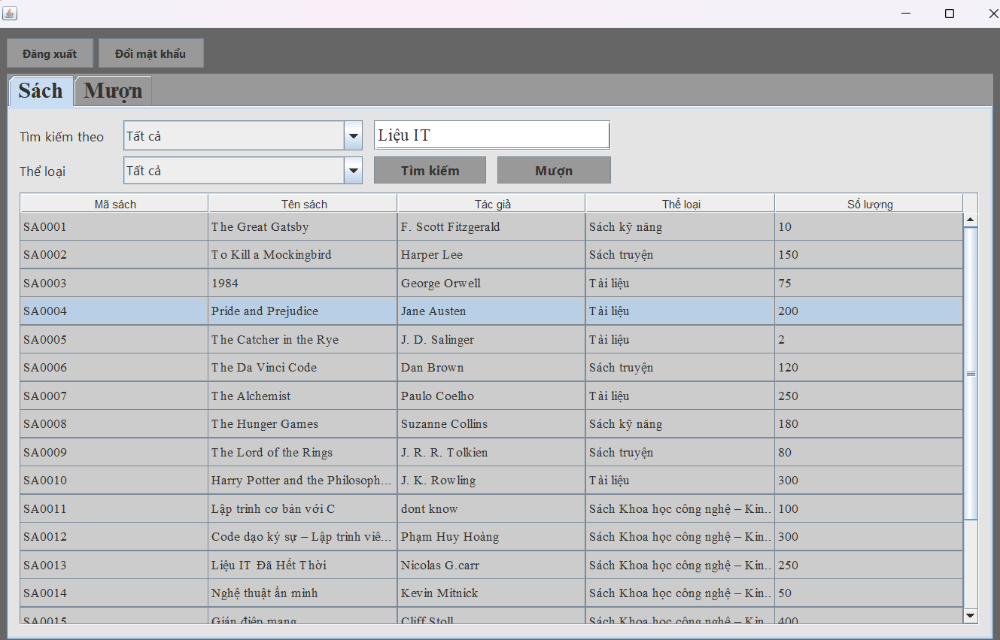 Đăng xuất Đổi mật khẩu
Sách Mượn
Tìm kiếm theo Tất cả Liệu IT
Thể loại Tất cả Tìm kiếm Mượn
Mã sách Tên sách Tác giả Thể loại Số lượng
SA0001 The Great Gatsby F. Scott Fitzgerald Sách kỹ năng 10
SA0002 To Kill a Mockingbird Harper Lee Sách truyện 150
SA0003 1984 George Orwell Tài liệu 75
SA0004 Pride and Prejudice Jane Austen Tài liệu 200
SA0005 The Catcher in the Rye J. D. Salinger Tài liệu 2
SA0006 The Da Vinci Code Dan Brown Sách truyện 120
SA0007 The Alchemist Paulo Coelho Tài liệu 250
SA0008 The Hunger Games Suzanne Collins Sách kỹ năng 180
SA0009 The Lord of the Rings J. R. R. Tolkien Sách truyện 80
SA0010 Harry Potter and the Philosoph... J. K. Rowling Tài liệu 300
SA0011 Lập trình cơ bản với C dont know Sách Khoa học công nghệ – Kin.. 100
SA0012 Code dạo ký sự – Lập trình viê... Phạm Huy Hoàng Sách Khoa học công nghệ – Kin.. 300
SA0013 Liệu IT Đã Hết Thời Nicolas G.carr Sách Khoa học công nghệ – Kin.. 250
SA0014 Nghệ thuật ẩn mình Kevin Mitnick Sách Khoa học công nghệ – Kin.. 50
SA0015 Gián điệp mạng Cliff Stoll Sách Khoa học công nghệ – Kin.. 400